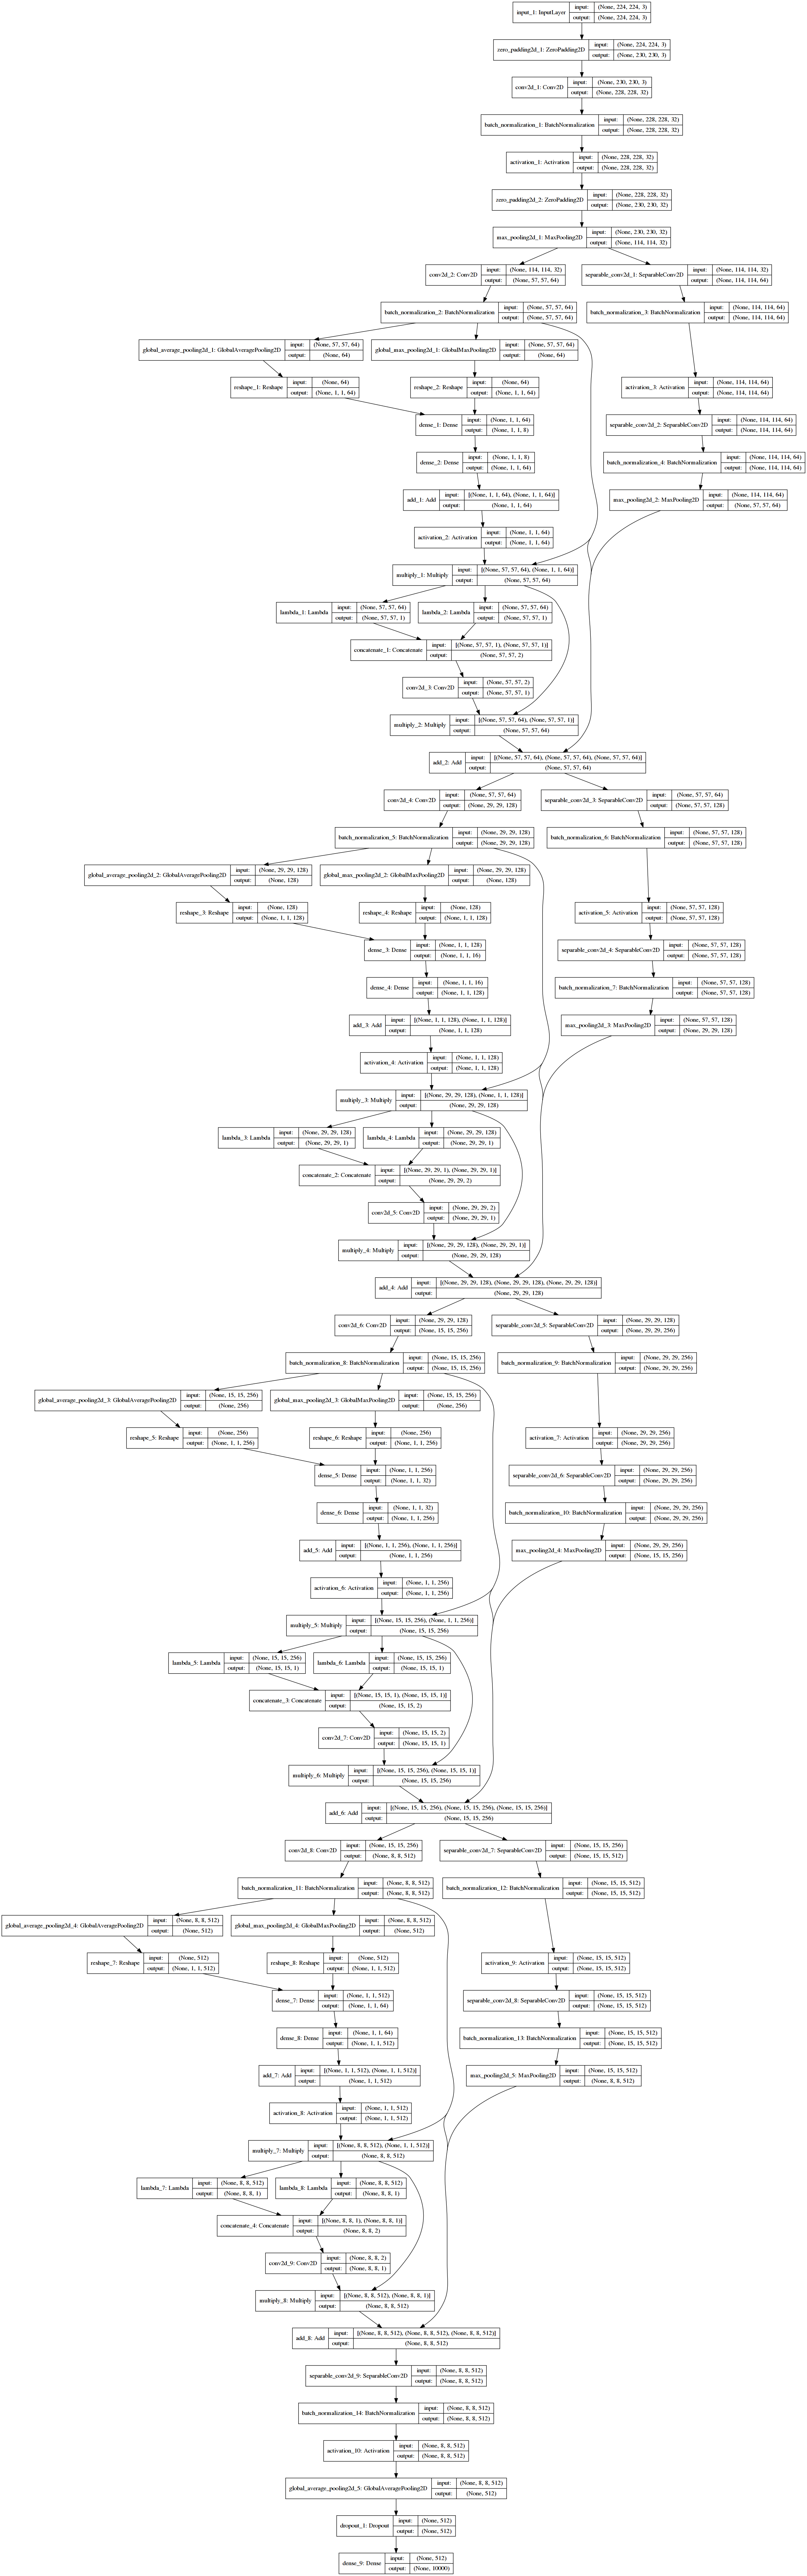 input_1: InputLayer
input: (None, 224, 224, 3)
output: (None, 224, 224, 3)
zero_padding2d_1: ZeroPadding2D
input: (None, 224, 224, 3)
output: (None, 230, 230, 3)
conv2d_1: Conv2D
input: (None, 230, 230, 3)
output: (None, 228, 228, 32)
batch_normalization_1: BatchNormalization
input: (None, 228, 228, 32)
output: (None, 228, 228, 32)
activation_1: Activation
input: (None, 228, 228, 32)
output: (None, 228, 228, 32)
zero_padding2d_2: ZeroPadding2D
input: (None, 228, 228, 32)
output: (None, 230, 230, 32)
max_pooling2d_1: MaxPooling2D
input: (None, 230, 230, 32)
output: (None, 114, 114, 32)
conv2d_2: Conv2D
input: (None, 114, 114, 32)
output: (None, 57, 57, 64)
separable_conv2d_1: SeparableConv2D
input: (None, 114, 114, 32)
output: (None, 114, 114, 64)
batch_normalization_2: BatchNormalization
input: (None, 57, 57, 64)
output: (None, 57, 57, 64)
batch_normalization_3: BatchNormalization
input: (None, 114, 114, 64)
output: (None, 114, 114, 64)
global_average_pooling2d_1: GlobalAveragePooling2D
input: (None, 57, 57, 64)
output: (None, 64)
global_max_pooling2d_1: GlobalMaxPooling2D
input: (None, 57, 57, 64)
output: (None, 64)
reshape_1: Reshape
input: (None, 64)
output: (None, 1, 1, 64)
reshape_2: Reshape
input: (None, 64)
output: (None, 1, 1, 64)
activation_3: Activation
input: (None, 114, 114, 64)
output: (None, 114, 114, 64)
dense_1: Dense
input: (None, 1, 1, 64)
output: (None, 1, 1, 8)
separable_conv2d_2: SeparableConv2D
input: (None, 114, 114, 64)
output: (None, 114, 114, 64)
dense_2: Dense
input: (None, 1, 1, 8)
output: (None, 1, 1, 64)
batch_normalization_4: BatchNormalization
input: (None, 114, 114, 64)
output: (None, 114, 114, 64)
add_1: Add
input: [(None, 1, 1, 64), (None, 1, 1, 64)]
output: (None, 1, 1, 64)
max_pooling2d_2: MaxPooling2D
input: (None, 114, 114, 64)
output: (None, 57, 57, 64)
activation_2: Activation
input: (None, 1, 1, 64)
output: (None, 1, 1, 64)
multiply_1: Multiply
input: [(None, 57, 57, 64), (None, 1, 1, 64)]
output: (None, 57, 57, 64)
lambda_1: Lambda
input: (None, 57, 57, 64)
output: (None, 57, 57, 1)
lambda_2: Lambda
input: (None, 57, 57, 64)
output: (None, 57, 57, 1)
concatenate_1: Concatenate
input: [(None, 57, 57, 1), (None, 57, 57, 1)]
output: (None, 57, 57, 2)
conv2d_3: Conv2D
input: (None, 57, 57, 2)
output: (None, 57, 57, 1)
multiply_2: Multiply
input: [(None, 57, 57, 64), (None, 57, 57, 1)]
output: (None, 57, 57, 64)
add_2: Add
input: [(None, 57, 57, 64), (None, 57, 57, 64), (None, 57, 57, 64)]
output: (None, 57, 57, 64)
conv2d_4: Conv2D
input: (None, 57, 57, 64)
output: (None, 29, 29, 128)
separable_conv2d_3: SeparableConv2D
input: (None, 57, 57, 64)
output: (None, 57, 57, 128)
batch_normalization_5: BatchNormalization
input: (None, 29, 29, 128)
output: (None, 29, 29, 128)
batch_normalization_6: BatchNormalization
input: (None, 57, 57, 128)
output: (None, 57, 57, 128)
global_average_pooling2d_2: GlobalAveragePooling2D
input: (None, 29, 29, 128)
output: (None, 128)
global_max_pooling2d_2: GlobalMaxPooling2D
input: (None, 29, 29, 128)
output: (None, 128)
reshape_3: Reshape
input: (None, 128)
output: (None, 1, 1, 128)
reshape_4: Reshape
input: (None, 128)
output: (None, 1, 1, 128)
activation_5: Activation
input: (None, 57, 57, 128)
output: (None, 57, 57, 128)
dense_3: Dense
input: (None, 1, 1, 128)
output: (None, 1, 1, 16)
separable_conv2d_4: SeparableConv2D
input: (None, 57, 57, 128)
output: (None, 57, 57, 128)
dense_4: Dense
input: (None, 1, 1, 16)
output: (None, 1, 1, 128)
batch_normalization_7: BatchNormalization
input: (None, 57, 57, 128)
output: (None, 57, 57, 128)
add_3: Add
input: [(None, 1, 1, 128), (None, 1, 1, 128)]
output: (None, 1, 1, 128)
max_pooling2d_3: MaxPooling2D
input: (None, 57, 57, 128)
output: (None, 29, 29, 128)
activation_4: Activation
input: (None, 1, 1, 128)
output: (None, 1, 1, 128)
multiply_3: Multiply
input: [(None, 29, 29, 128), (None, 1, 1, 128)]
output: (None, 29, 29, 128)
lambda_3: Lambda
input: (None, 29, 29, 128)
output: (None, 29, 29, 1)
lambda_4: Lambda
input: (None, 29, 29, 128)
output: (None, 29, 29, 1)
concatenate_2: Concatenate
input: [(None, 29, 29, 1), (None, 29, 29, 1)]
output: (None, 29, 29, 2)
conv2d_5: Conv2D
input: (None, 29, 29, 2)
output: (None, 29, 29, 1)
multiply_4: Multiply
input: [(None, 29, 29, 128), (None, 29, 29, 1)]
output: (None, 29, 29, 128)
add_4: Add
input: [(None, 29, 29, 128), (None, 29, 29, 128), (None, 29, 29, 128)]
output: (None, 29, 29, 128)
conv2d_6: Conv2D
input: (None, 29, 29, 128)
output: (None, 15, 15, 256)
separable_conv2d_5: SeparableConv2D
input: (None, 29, 29, 128)
output: (None, 29, 29, 256)
batch_normalization_8: BatchNormalization
input: (None, 15, 15, 256)
output: (None, 15, 15, 256)
batch_normalization_9: BatchNormalization
input: (None, 29, 29, 256)
output: (None, 29, 29, 256)
global_average_pooling2d_3: GlobalAveragePooling2D
input: (None, 15, 15, 256)
output: (None, 256)
global_max_pooling2d_3: GlobalMaxPooling2D
input: (None, 15, 15, 256)
output: (None, 256)
reshape_5: Reshape
input: (None, 256)
output: (None, 1, 1, 256)
reshape_6: Reshape
input: (None, 256)
output: (None, 1, 1, 256)
activation_7: Activation
input: (None, 29, 29, 256)
output: (None, 29, 29, 256)
dense_5: Dense
input: (None, 1, 1, 256)
output: (None, 1, 1, 32)
separable_conv2d_6: SeparableConv2D
input: (None, 29, 29, 256)
output: (None, 29, 29, 256)
dense_6: Dense
input: (None, 1, 1, 32)
output: (None, 1, 1, 256)
batch_normalization_10: BatchNormalization
input: (None, 29, 29, 256)
output: (None, 29, 29, 256)
add_5: Add
input: [(None, 1, 1, 256), (None, 1, 1, 256)]
output: (None, 1, 1, 256)
max_pooling2d_4: MaxPooling2D
input: (None, 29, 29, 256)
output: (None, 15, 15, 256)
activation_6: Activation
input: (None, 1, 1, 256)
output: (None, 1, 1, 256)
multiply_5: Multiply
input: [(None, 15, 15, 256), (None, 1, 1, 256)]
output: (None, 15, 15, 256)
lambda_5: Lambda
input: (None, 15, 15, 256)
output: (None, 15, 15, 1)
lambda_6: Lambda
input: (None, 15, 15, 256)
output: (None, 15, 15, 1)
concatenate_3: Concatenate
input: [(None, 15, 15, 1), (None, 15, 15, 1)]
output: (None, 15, 15, 2)
conv2d_7: Conv2D
input: (None, 15, 15, 2)
output: (None, 15, 15, 1)
multiply_6: Multiply
input: [(None, 15, 15, 256), (None, 15, 15, 1)]
output: (None, 15, 15, 256)
add_6: Add
input: [(None, 15, 15, 256), (None, 15, 15, 256), (None, 15, 15, 256)]
output: (None, 15, 15, 256)
conv2d_8: Conv2D
input: (None, 15, 15, 256)
output: (None, 8, 8, 512)
separable_conv2d_7: SeparableConv2D
input: (None, 15, 15, 256)
output: (None, 15, 15, 512)
batch_normalization_11: BatchNormalization
input: (None, 8, 8, 512)
output: (None, 8, 8, 512)
batch_normalization_12: BatchNormalization
input: (None, 15, 15, 512)
output: (None, 15, 15, 512)
global_average_pooling2d_4: GlobalAveragePooling2D
input: (None, 8, 8, 512)
output: (None, 512)
global_max_pooling2d_4: GlobalMaxPooling2D
input: (None, 8, 8, 512)
output: (None, 512)
reshape_7: Reshape
input: (None, 512)
output: (None, 1, 1, 512)
reshape_8: Reshape
input: (None, 512)
output: (None, 1, 1, 512)
activation_9: Activation
input: (None, 15, 15, 512)
output: (None, 15, 15, 512)
dense_7: Dense
input: (None, 1, 1, 512)
output: (None, 1, 1, 64)
separable_conv2d_8: SeparableConv2D
input: (None, 15, 15, 512)
output: (None, 15, 15, 512)
dense_8: Dense
input: (None, 1, 1, 64)
output: (None, 1, 1, 512)
batch_normalization_13: BatchNormalization
input: (None, 15, 15, 512)
output: (None, 15, 15, 512)
add_7: Add
input: [(None, 1, 1, 512), (None, 1, 1, 512)]
output: (None, 1, 1, 512)
max_pooling2d_5: MaxPooling2D
input: (None, 15, 15, 512)
output: (None, 8, 8, 512)
activation_8: Activation
input: (None, 1, 1, 512)
output: (None, 1, 1, 512)
multiply_7: Multiply
input: [(None, 8, 8, 512), (None, 1, 1, 512)]
output: (None, 8, 8, 512)
lambda_7: Lambda
input: (None, 8, 8, 512)
output: (None, 8, 8, 1)
lambda_8: Lambda
input: (None, 8, 8, 512)
output: (None, 8, 8, 1)
concatenate_4: Concatenate
input: [(None, 8, 8, 1), (None, 8, 8, 1)]
output: (None, 8, 8, 2)
conv2d_9: Conv2D
input: (None, 8, 8, 2)
output: (None, 8, 8, 1)
multiply_8: Multiply
input: [(None, 8, 8, 512), (None, 8, 8, 1)]
output: (None, 8, 8, 512)
add_8: Add
input: [(None, 8, 8, 512), (None, 8, 8, 512), (None, 8, 8, 512)]
output: (None, 8, 8, 512)
separable_conv2d_9: SeparableConv2D
input: (None, 8, 8, 512)
output: (None, 8, 8, 512)
batch_normalization_14: BatchNormalization
input: (None, 8, 8, 512)
output: (None, 8, 8, 512)
activation_10: Activation
input: (None, 8, 8, 512)
output: (None, 8, 8, 512)
global_average_pooling2d_5: GlobalAveragePooling2D
input: (None, 8, 8, 512)
output: (None, 512)
dropout_1: Dropout
input: (None, 512)
output: (None, 512)
dense_9: Dense
input: (None, 512)
output: (None, 10000)